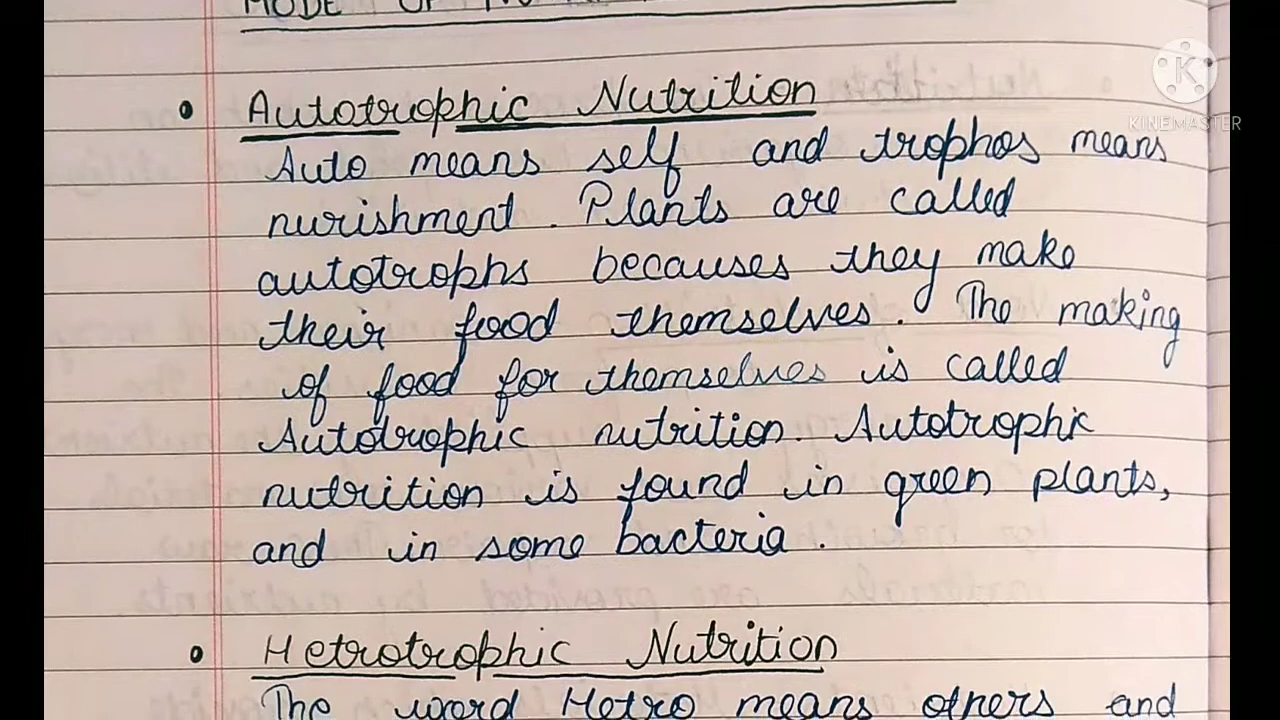 MODE OF
Autotrophic Nutrition
Auto means self and trophos means
nurishment. Plants are called
autotrophs becauses they make
their food themselves. The making
of food for themselves is called
Autotrophic nutrition. Autotrophic
nutrition is found in green plants,
and in some bacteria.
Hetrotrophic Nutrition
The word Hetro means others and
K
KINEMASTER